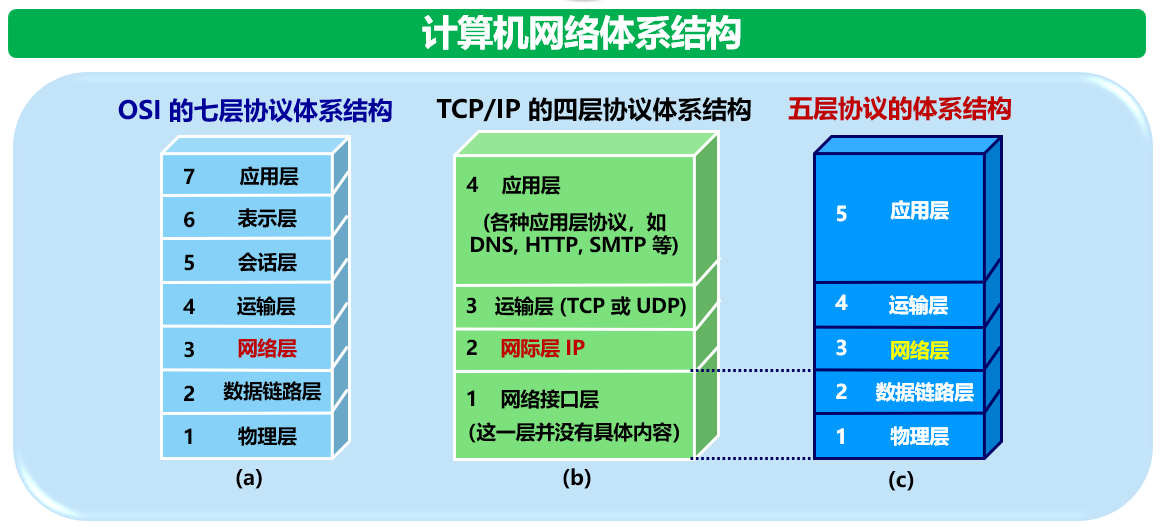 计算机网络体系结构
OSI 的七层协议体系结构
7 应用层
6 表示层
5 会话层
4 运输层
3 网络层
2 数据链路层
1 物理层
(a)
TCP/IP 的四层协议体系结构
4 应用层
(各种应用层协议，如
DNS, HTTP, SMTP 等)
3 运输层 (TCP 或 UDP)
2 网际层 IP
1 网络接口层
(这一层并没有具体内容)
(b)
五层协议的体系结构
5 应用层
4 运输层
3 网络层
2 数据链路层
1 物理层
(c)